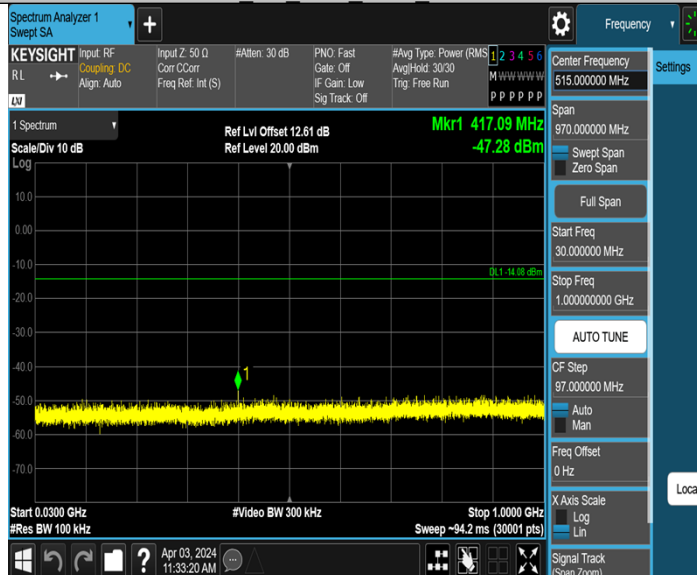 Spectrum Analyzer 1
Swept SA
+
Frequency
KEYSIGHT
RL
LXI
Input: RF
Coupling: DC
Align: Auto
Input Z: 50 Ω
Corr CCorr
Freq Ref: Int (S)
#Atten: 30 dB
PNO: Fast
Gate: Off
IF Gain: Low
Sig Track: Off
#Avg Type: Power (RMS
Avg|Hold: 30/30
Trig: Free Run
1 2 3 4 5 6
M W W W W W
P P P P P P
1 Spectrum
Scale/Div 10 dB
Log
Ref Lvl Offset 12.61 dB
Ref Level 20.00 dBm
Mkr1 417.09 MHz
-47.28 dBm
10.0
0.00
-10.0
DL1 -14.08 dBm
-20.0
-30.0
-40.0
1
-50.0
-60.0
-70.0
Start 0.0300 GHz
#Res BW 100 kHz
#Video BW 300 kHz
Stop 1.0000 GHz
Sweep ~94.2 ms (30001 pts)
?
Apr 03, 2024
11:33:20 AM
Center Frequency
515.000000 MHz
Settings
Span
970.000000 MHz
Swept Span
Zero Span
Full Span
Start Freq
30.000000 MHz
Stop Freq
1.000000000 GHz
AUTO TUNE
CF Step
97.000000 MHz
Auto
Man
Freq Offset
0 Hz
X Axis Scale
Log
Lin
Loca
Signal Track
(Span Zoom)